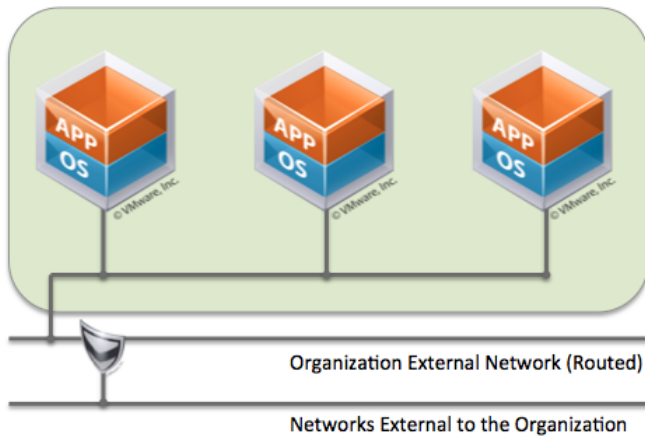 APP
OS
© VMware, Inc.
APP
OS
© VMware, Inc.
APP
OS
© VMware, Inc.
Organization External Network (Routed)
Networks External to the Organization